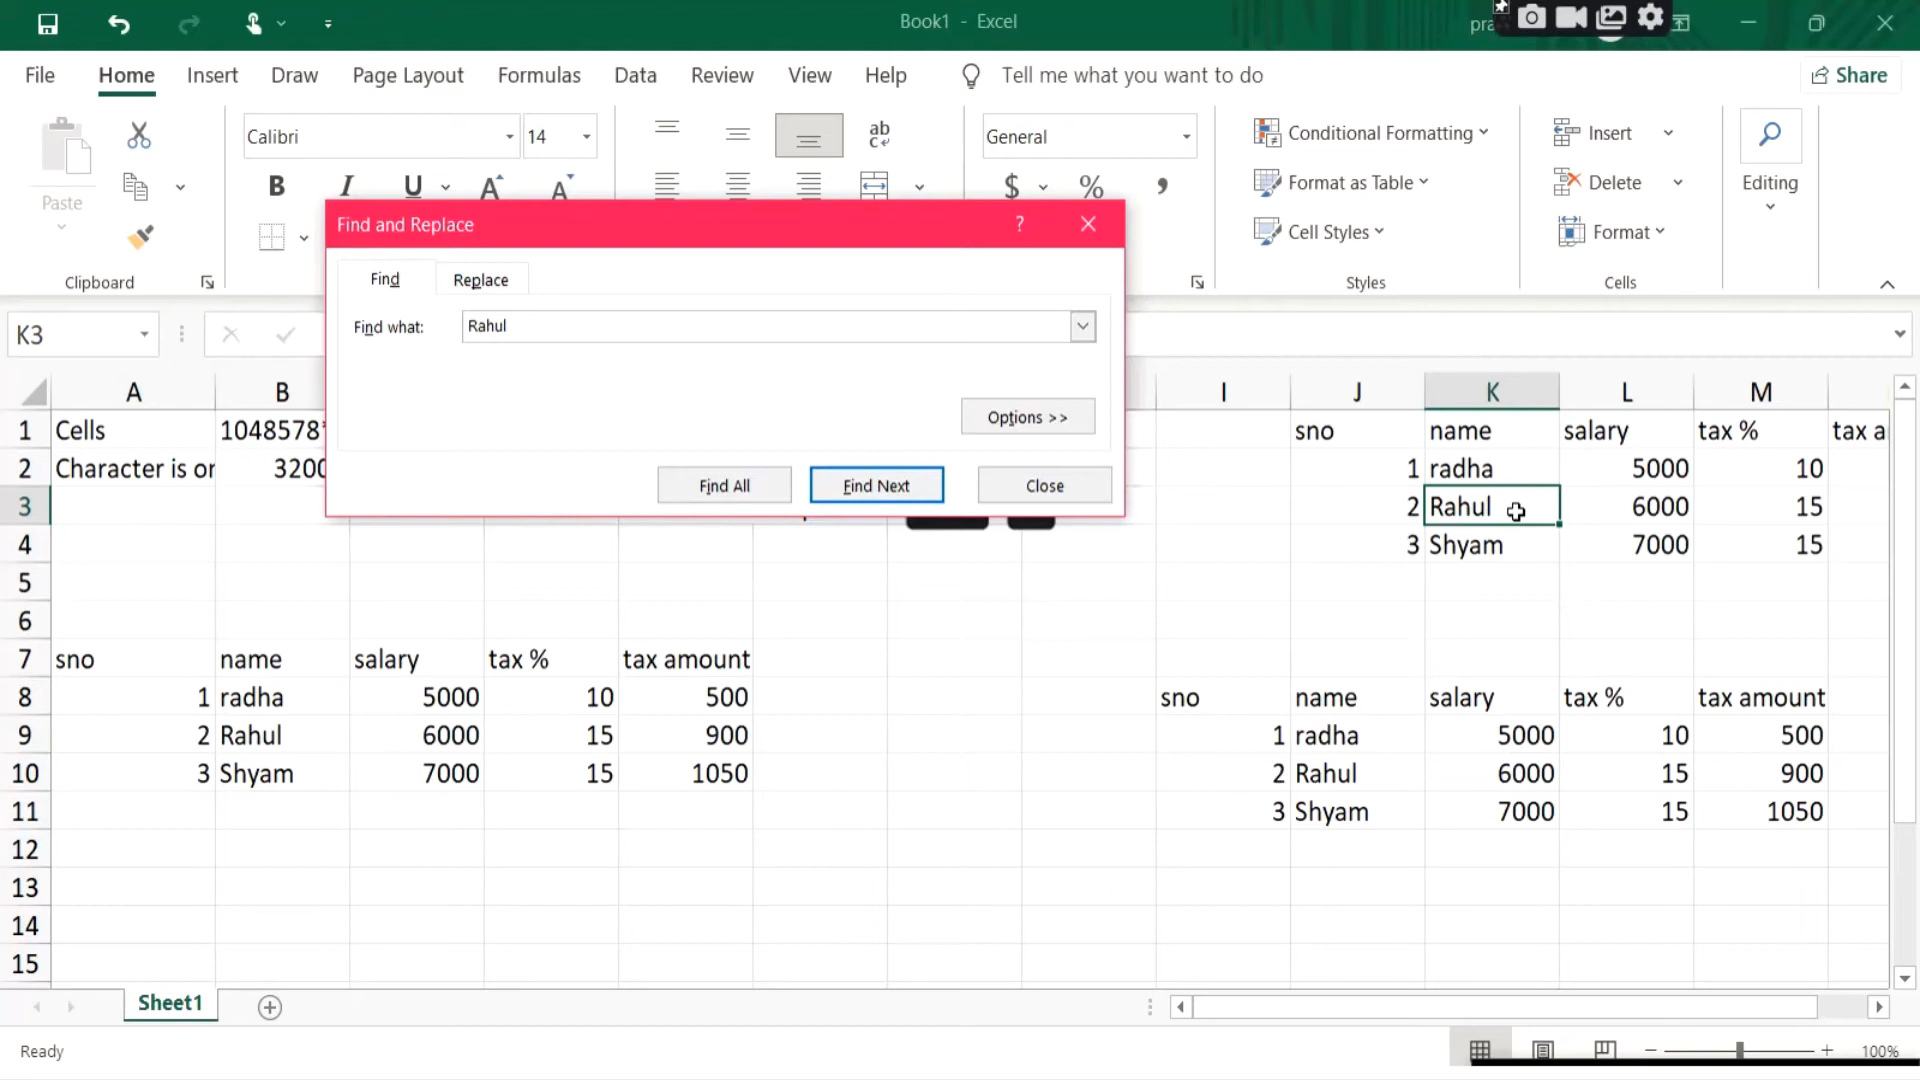 Book1 - Excel
pra
File Home Insert Draw Page Layout Formulas Data Review View Help Tell me what you want to do Share
Paste
Clipboard
Calibri 14
B I U A A
ab
General
$ % ,
Conditional Formatting
Format as Table
Cell Styles
Styles
Insert
Delete
Format
Cells
Editing
Find and Replace ?
Find Replace
Find what: Rahul
Options >>
Find All Find Next Close
K3
A B I J K L M
1 Cells 1048578* sno name salary tax % tax a
2 Character is or 3200 1 radha 5000 10
3 2 Rahul 6000 15
4 3 Shyam 7000 15
5
6
7 sno name salary tax % tax amount
8 1 radha 5000 10 500 sno name salary tax % tax amount
9 2 Rahul 6000 15 900 1 radha 5000 10 500
10 3 Shyam 7000 15 1050 2 Rahul 6000 15 900
11 3 Shyam 7000 15 1050
12
13
14
15
Sheet1
Ready 100%